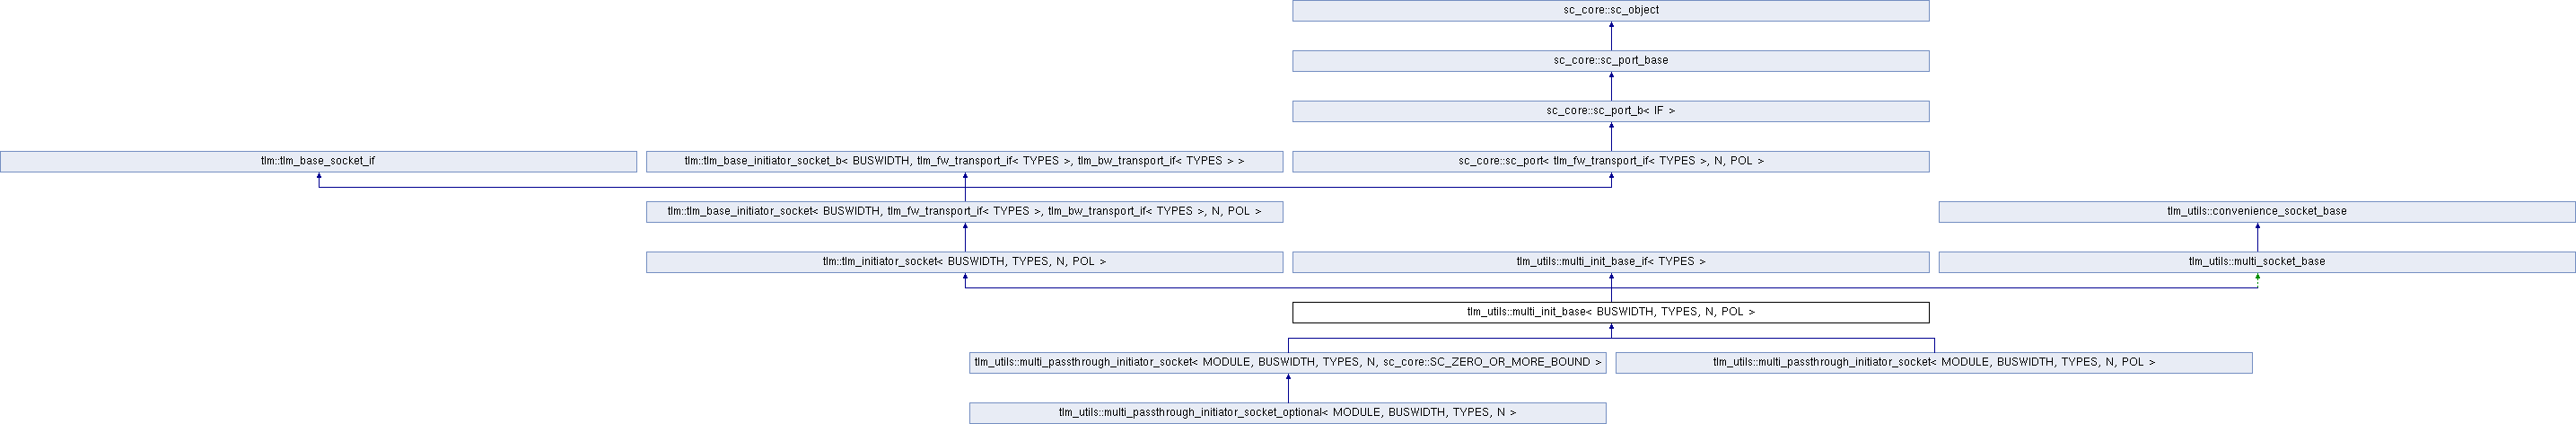 sc_core::sc_object
sc_core::sc_port_base
sc_core::sc_port_b< IF >
tlm::tlm_base_socket_if
tlm::tlm_base_initiator_socket_b< BUSWIDTH, tlm_fw_transport_if< TYPES >, tlm_bw_transport_if< TYPES > >
sc_core::sc_port< tlm_fw_transport_if< TYPES >, N, POL >
tlm::tlm_base_initiator_socket< BUSWIDTH, tlm_fw_transport_if< TYPES >, tlm_bw_transport_if< TYPES >, N, POL >
tlm_utils::convenience_socket_base
tlm::tlm_initiator_socket< BUSWIDTH, TYPES, N, POL >
tlm_utils::multi_init_base_if< TYPES >
tlm_utils::multi_socket_base
tlm_utils::multi_init_base< BUSWIDTH, TYPES, N, POL >
tlm_utils::multi_passthrough_initiator_socket< MODULE, BUSWIDTH, TYPES, N, sc_core::SC_ZERO_OR_MORE_BOUND >
tlm_utils::multi_passthrough_initiator_socket< MODULE, BUSWIDTH, TYPES, N, POL >
tlm_utils::multi_passthrough_initiator_socket_optional< MODULE, BUSWIDTH, TYPES, N >